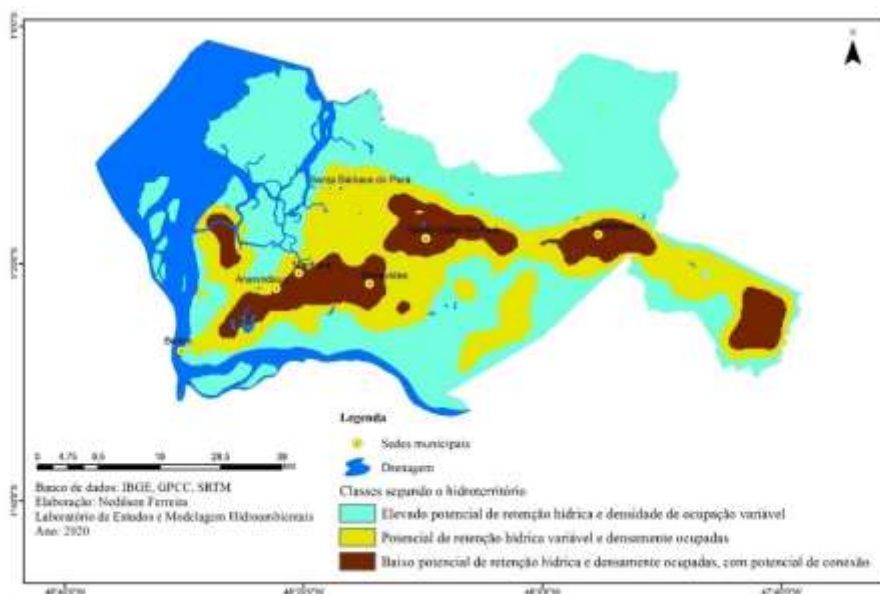 Santa Bárbara do Pará
Ananindeua
Belém
Legenda
Sedes municipais
Drenagem
Classes segundo o hidroterritório
Elevado potencial de retenção hídrica e densidade de ocupação variável
Potencial de retenção hídrica variável e densamente ocupadas
Baixo potencial de retenção hídrica e densamente ocupadas, com potencial de conexão
Banco de dados: IBGE, GPCC, SRTM
Elaboração: Nedilson Ferreira
Laboratório de Estudos e Modelagem Hidroambientais
Ano: 2020